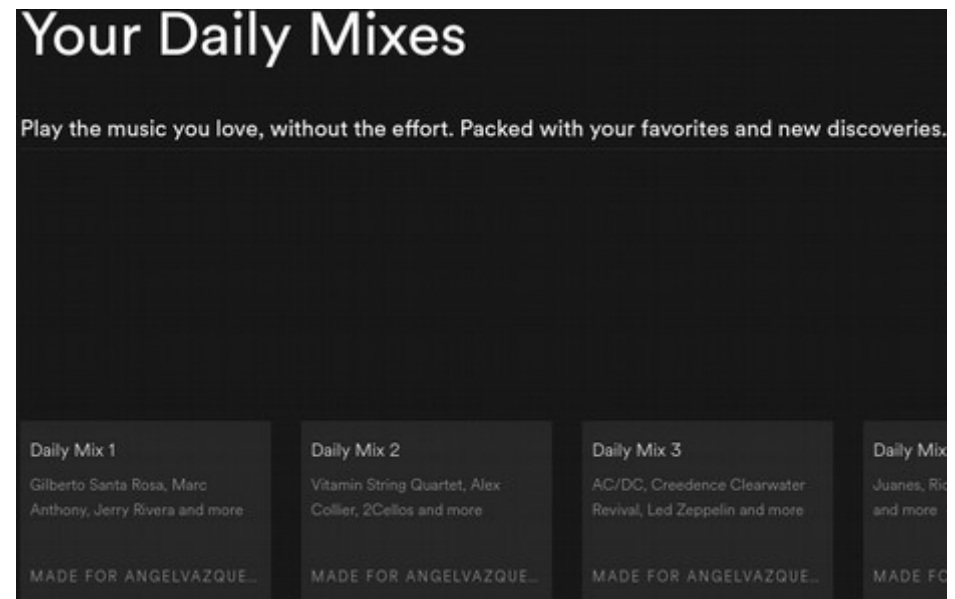 Your Daily Mixes
Play the music you love, without the effort. Packed with your favorites and new discoveries.
Daily Mix 1
Gilberto Santa Rosa, Marc
Anthony, Jerry Rivera and more
MADE FOR ANGELVAZQUE...
Daily Mix 2
Vitamin String Quartet, Alex
Collier, 2Cellos and more
MADE FOR ANGELVAZQUE...
Daily Mix 3
AC/DC, Creedence Clearwater
Revival, Led Zeppelin and more
MADE FOR ANGELVAZQUE...
Daily Mix
Juanes,
and more
MADE